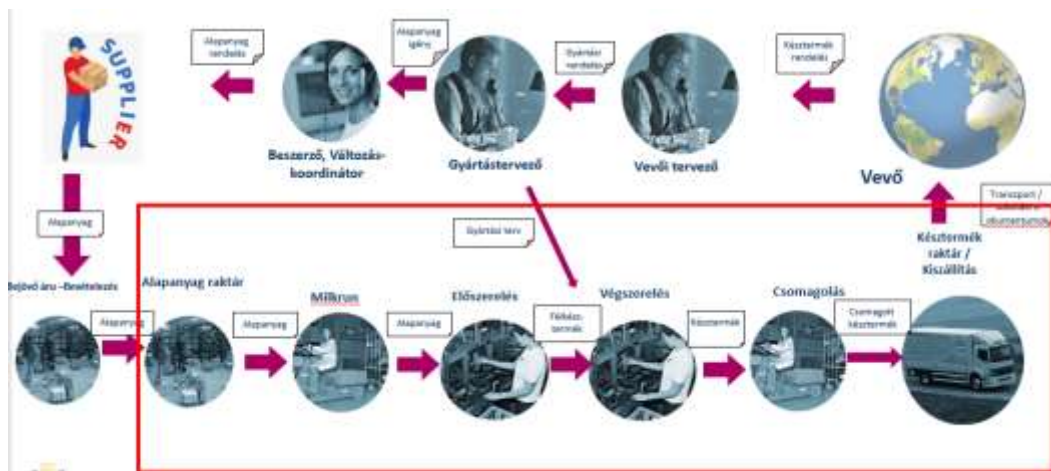 SUPPLIER
Alapanyag
rendelés
Alapanyag
igény
Gyártási
rendelés
Késztermék
rendelés
Beszerző, Változás-
koordinátor
Gyártástervező
Vevői tervező
Vevő
Alapanyag
Gyártási terv
Transzport /
Késztermék
raktár /
Kiszállítás
Bejövő áru –Bevételezés
Alapanyag raktár
Milkrun
Előszerelés
Végszerelés
Csomagolás
Alapanyag
Alapanyag
Alapanyag
Félkész
termék
Késztermék
Csomagolt
késztermék